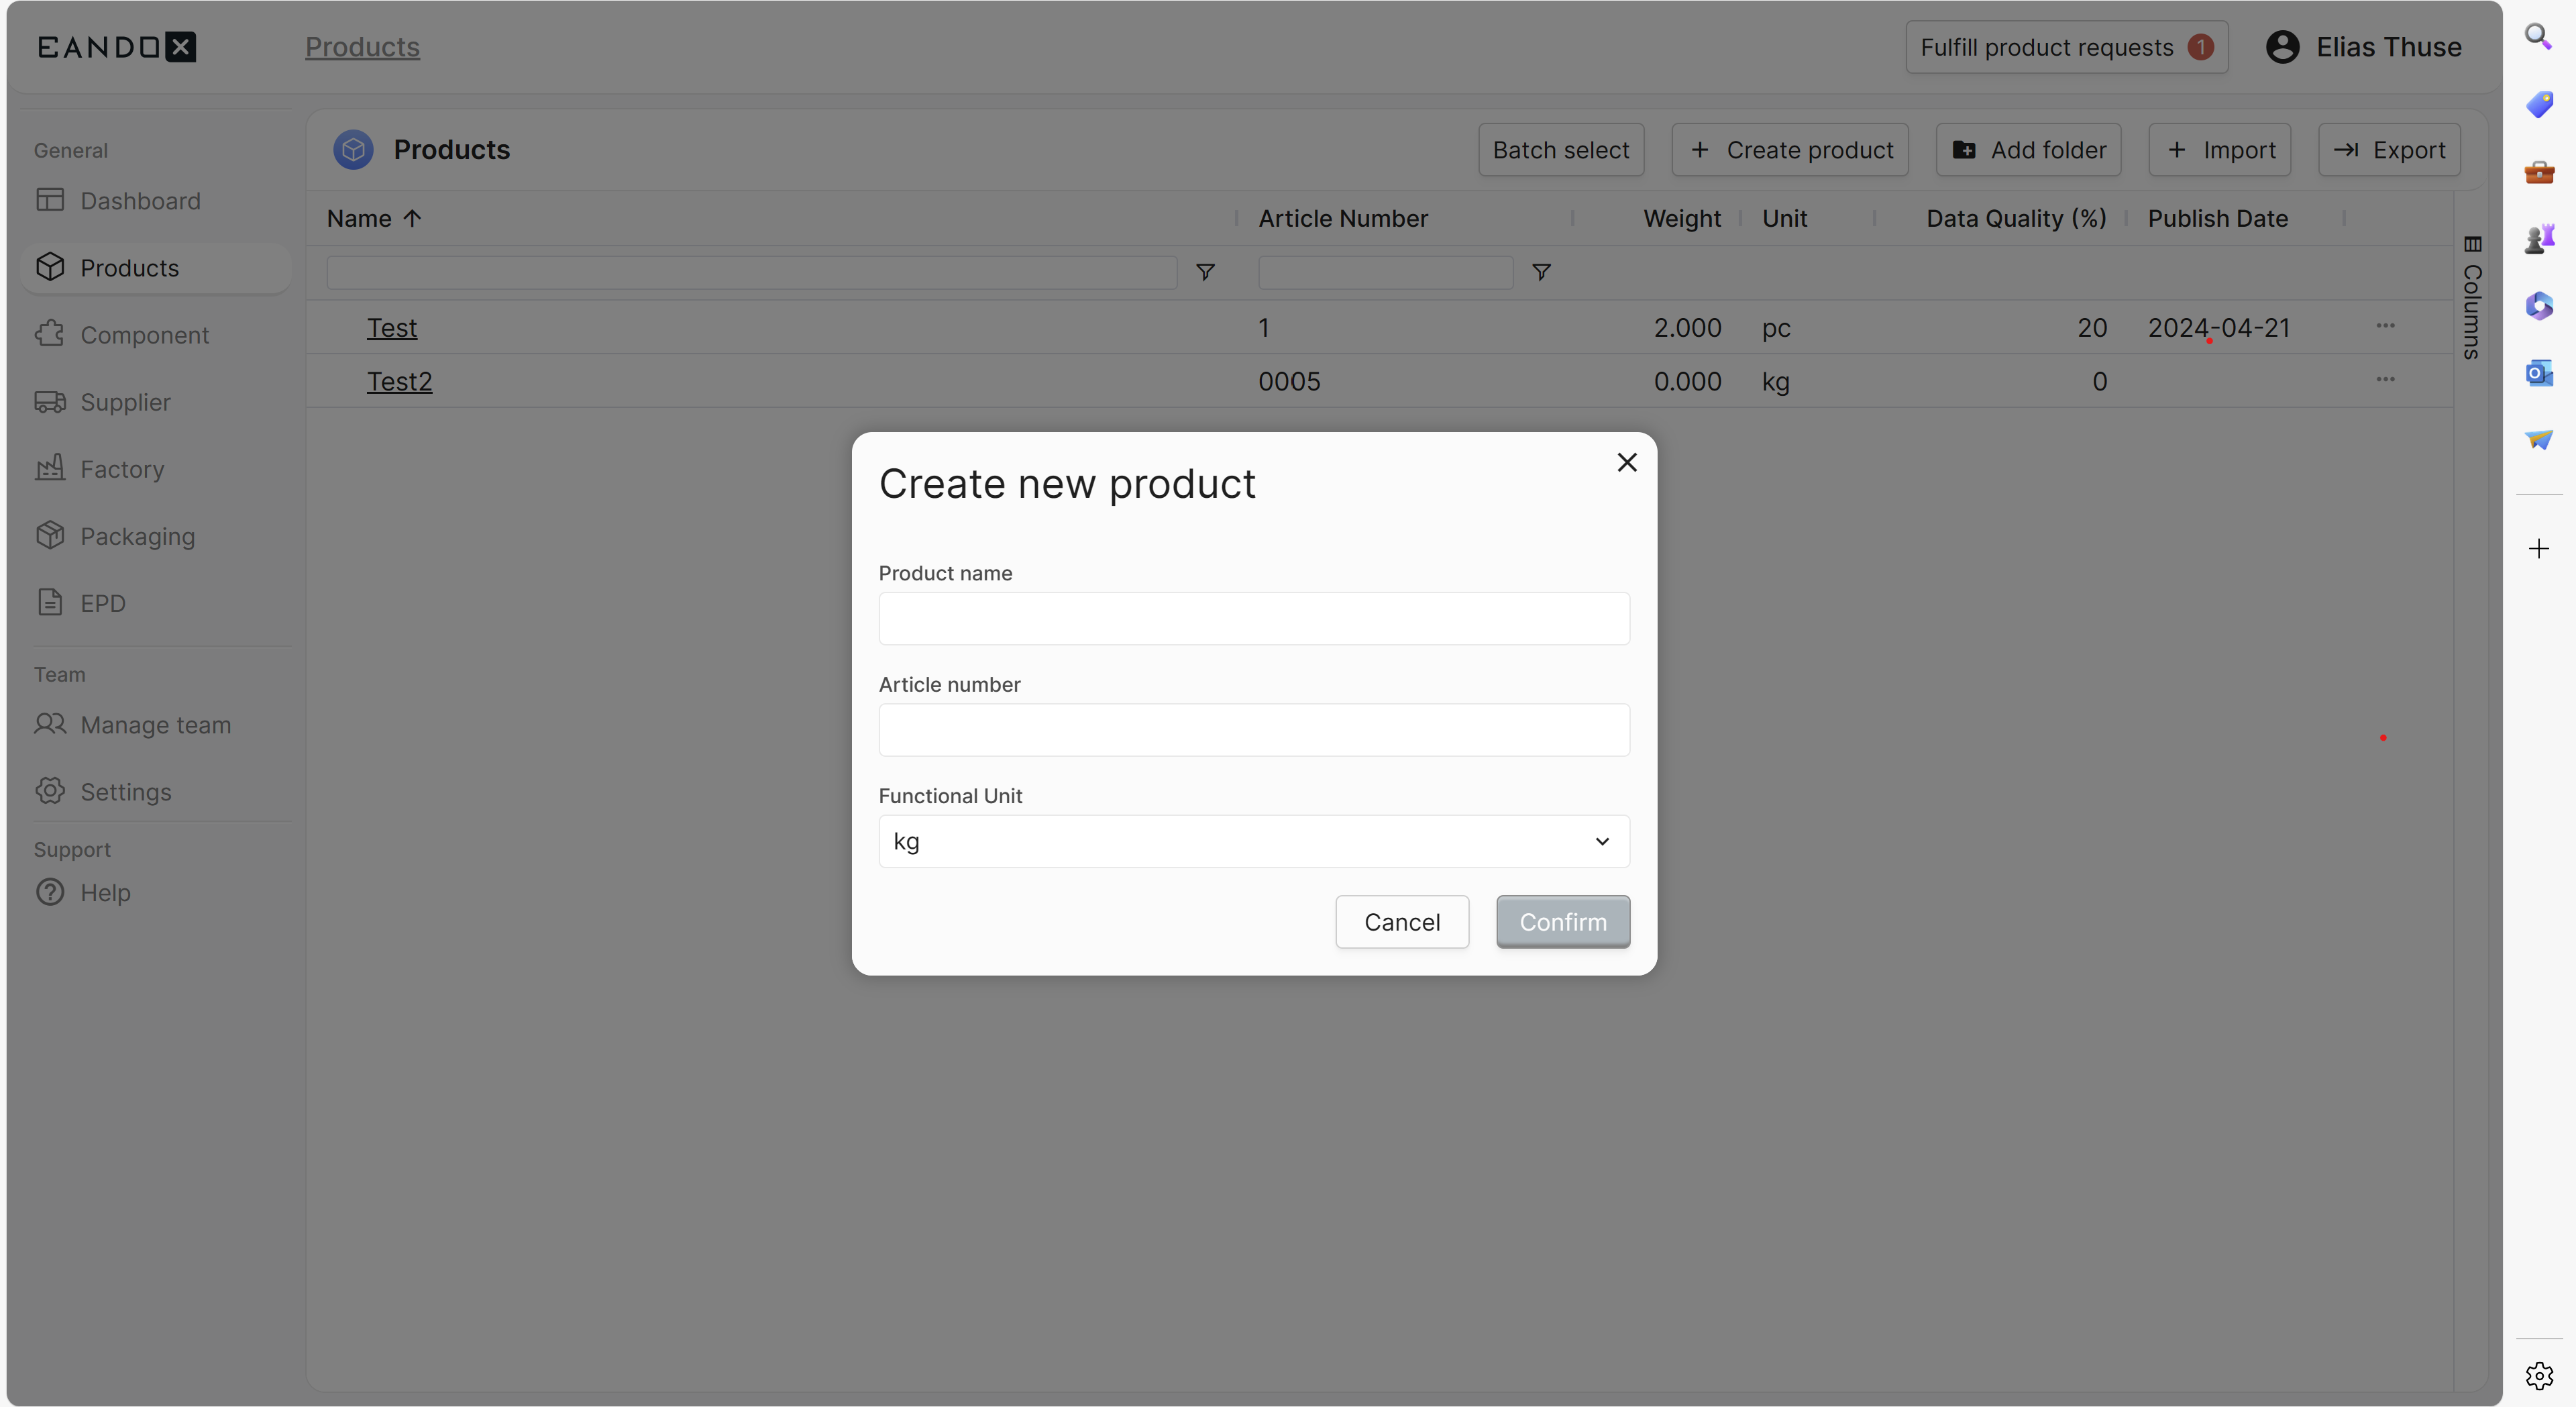 EANDOX
Products
Fulfill product requests 1
Elias Thuse
General
Dashboard
Products
Component
Supplier
Factory
Packaging
EPD
Team
Manage team
Settings
Support
Help
Products
Batch select
+ Create product
Add folder
+ Import
Export
Name Article Number Weight Unit Data Quality (%) Publish Date
Test 1 2.000 pc 20 2024-04-21 ...
Test2 0005 0.000 kg 0 ...
Columns
Create new product
Product name
Article number
Functional Unit
kg
Cancel
Confirm